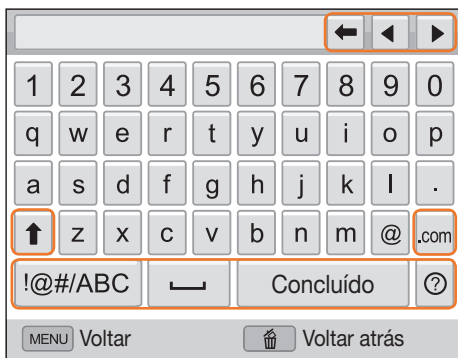 1 2 3 4 5 6 7 8 9 0
q w e r t y u i o p
a s d f g h j k l .
z x c v b n m @ .com
!@#/ABC Concluído ?
MENU Voltar Voltar atrás